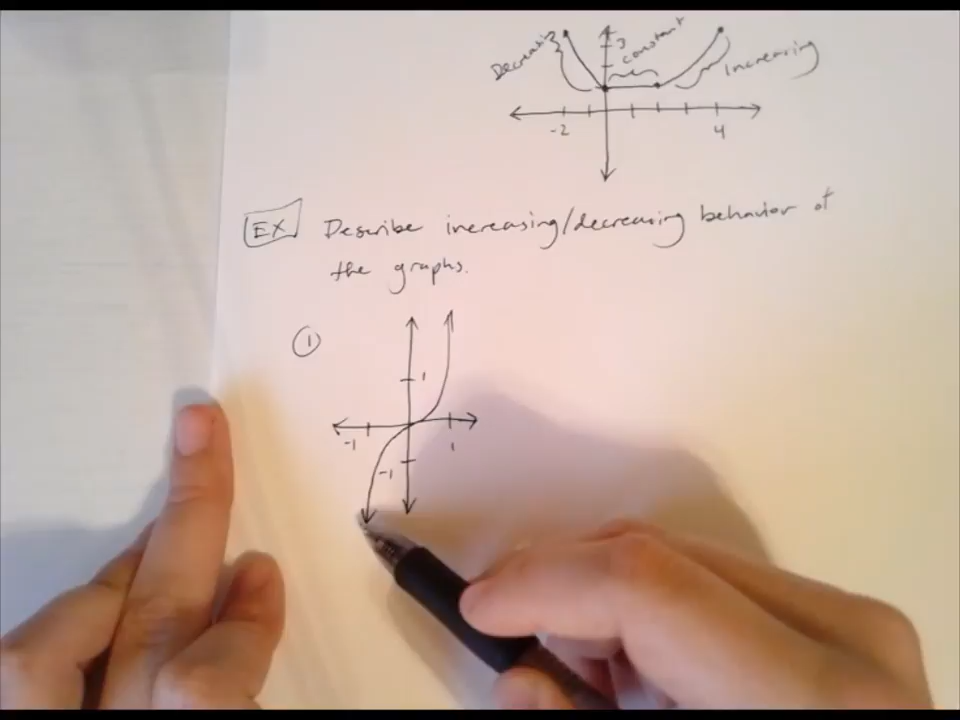 Decreasing
3
constant
Increasing
-2
4
EX Describe increasing/decreasing behavior of
the graphs.
1
1
-1
1
-1